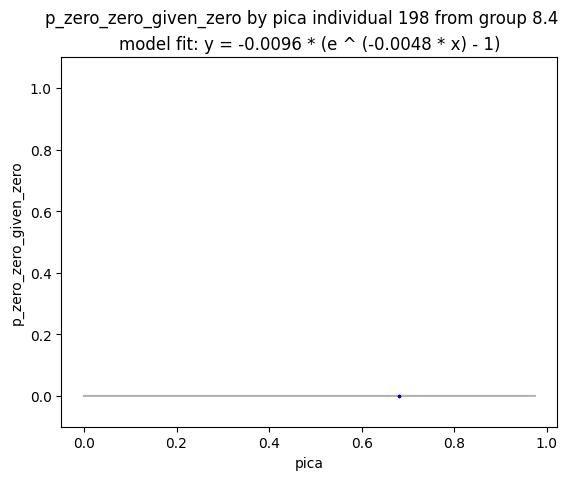 p_zero_zero_given_zero by pica individual 198 from group 8.4
model fit: y = -0.0096 * (e ^ (-0.0048 * x) - 1)
1.0
0.8
0.6
0.4
0.2
0.0
p_zero_zero_given_zero
0.0 0.2 0.4 0.6 0.8 1.0
pica